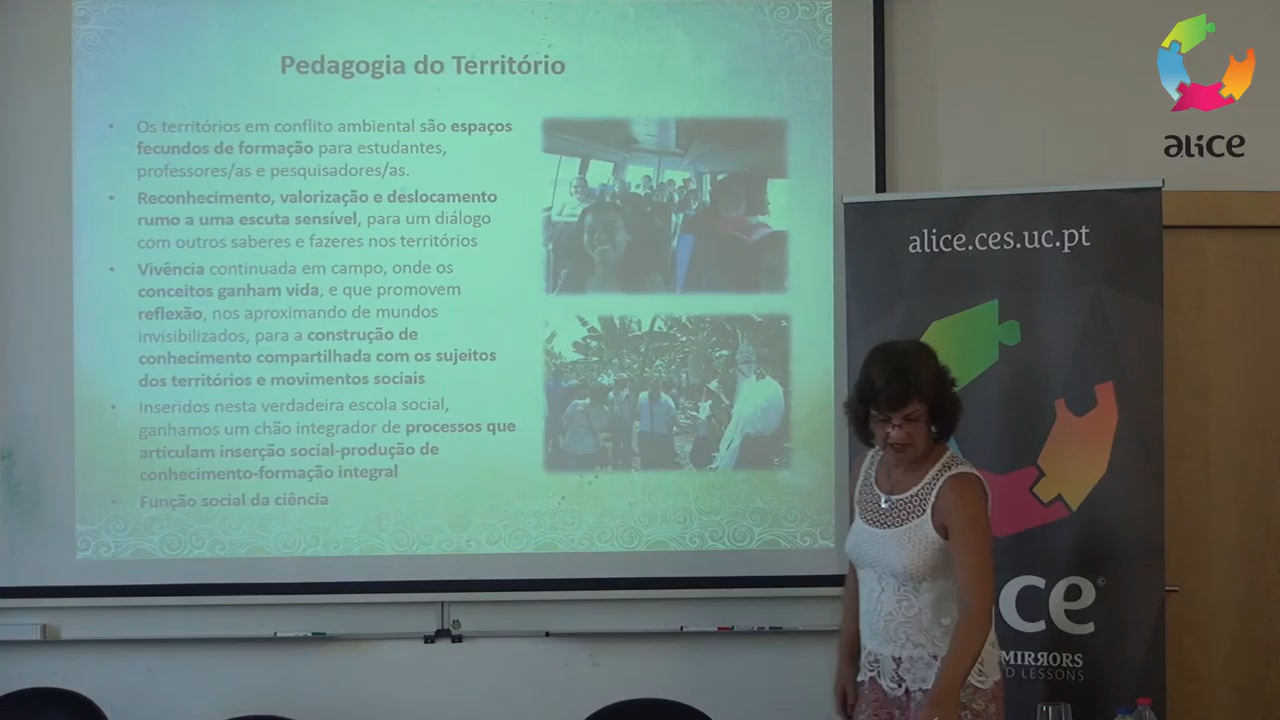 Pedagogia do Território
• Os territórios em conflito ambiental são espaços
fecundos de formação para estudantes,
professores/as e pesquisadores/as.
• Reconhecimento, valorização e deslocamento
rumo a uma escuta sensível, para um diálogo
com outros saberes e fazeres nos territórios
• Vivência continuada em campo, onde os
conceitos ganham vida, e que promovem
reflexão, nos aproximando de mundos
invisibilizados, para a construção de
conhecimento compartilhada com os sujeitos
dos territórios e movimentos sociais
• Inseridos nesta verdadeira escola social,
ganhamos um chão integrador de processos que
articulam inserção social-produção de
conhecimento-formação integral
• Função social da ciência
alice
alice.ces.uc.pt
ce
MIRRORS
D LESSONS